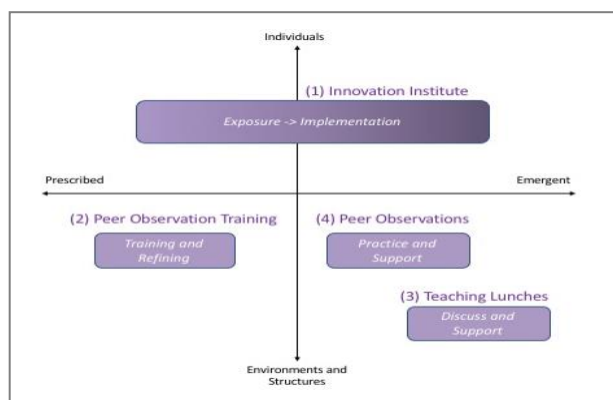 Individuals
(1) Innovation Institute
Exposure -> Implementation
Prescribed
Emergent
(2) Peer Observation Training
Training and
Refining
(4) Peer Observations
Practice and
Support
(3) Teaching Lunches
Discuss and
Support
Environments and
Structures